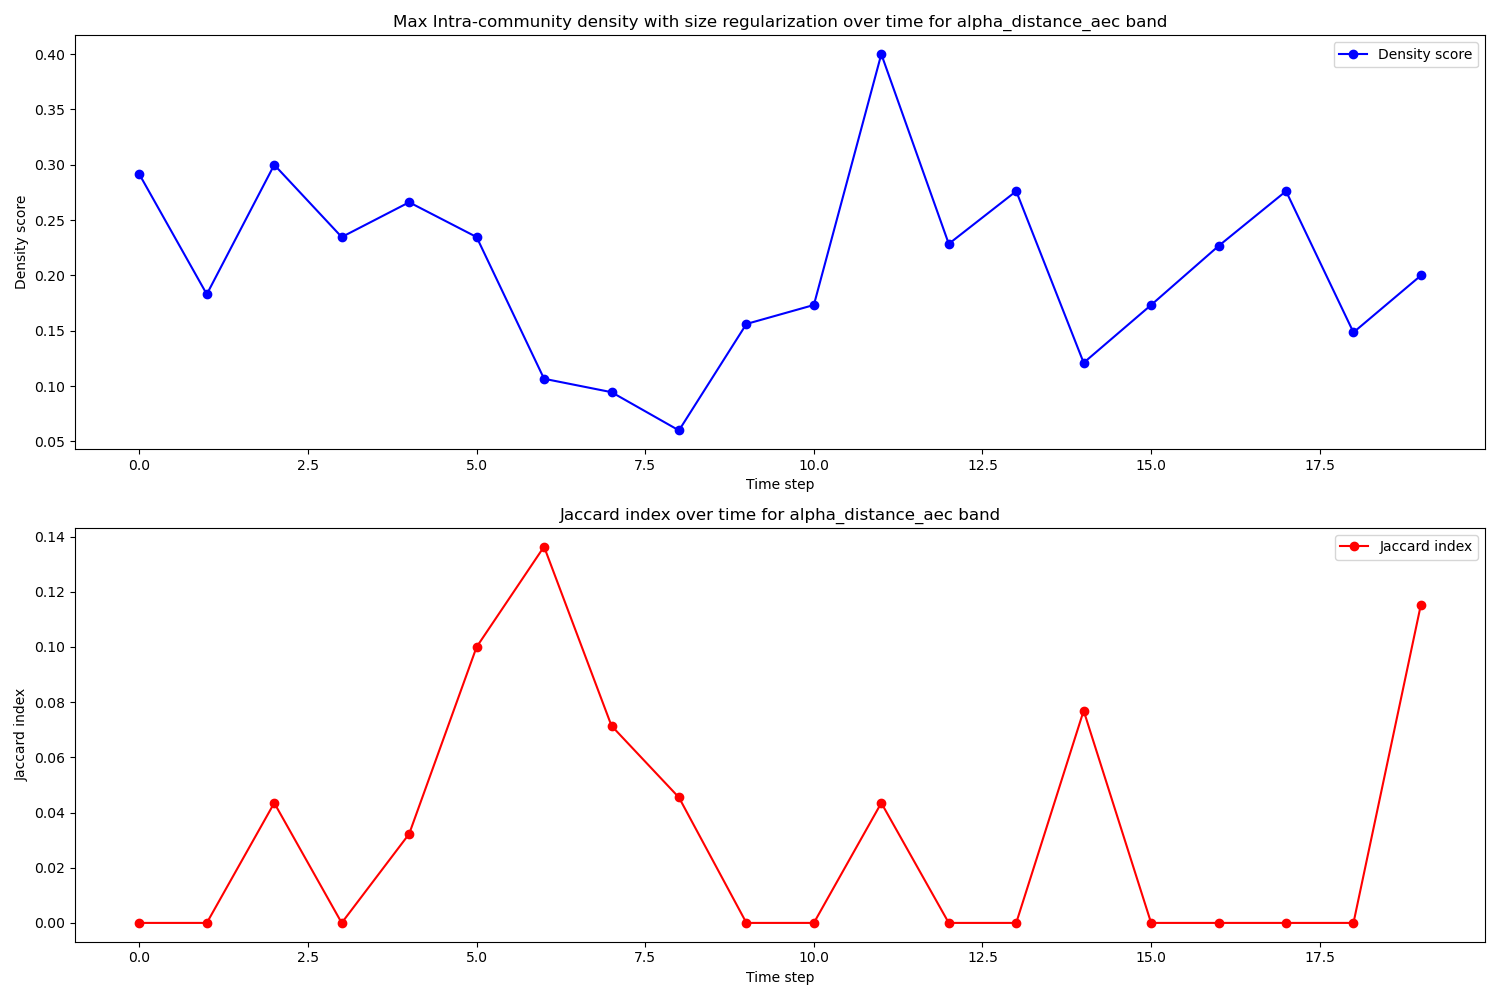 Max Intra-community density with size regularization over time for alpha_distance_aec band
Density score
0.40
0.35
0.30
0.25
0.20
0.15
0.10
0.05
Density score
0.0 2.5 5.0 7.5 10.0 12.5 15.0 17.5
Time step
Jaccard index over time for alpha_distance_aec band
Jaccard index
0.14
0.12
0.10
0.08
0.06
0.04
0.02
0.00
Jaccard index
0.0 2.5 5.0 7.5 10.0 12.5 15.0 17.5
Time step